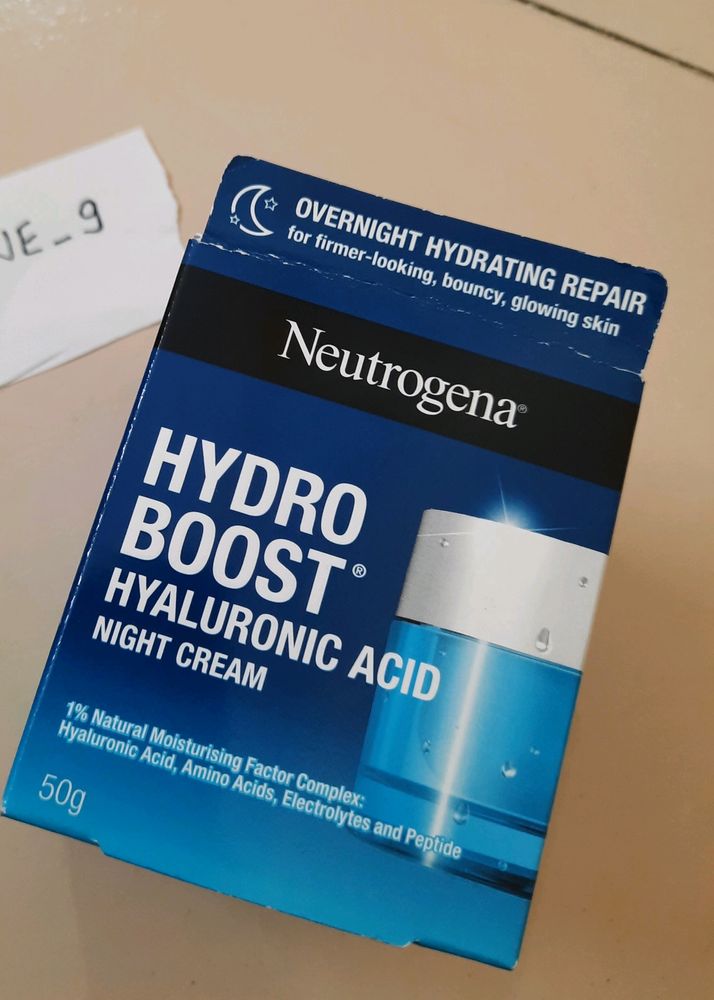 VE_9
OVERNIGHT HYDRATING REPAIR
for firmer-looking, bouncy, glowing skin
Neutrogena®
HYDRO
BOOST®
HYALURONIC ACID
NIGHT CREAM
1% Natural Moisturising Factor Complex:
Hyaluronic Acid, Amino Acids, Electrolytes and Peptide
50g